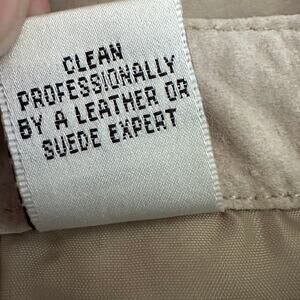 CLEAN
PROFESSIONALLY
BY A LEATHER OR
SUEDE EXPERT